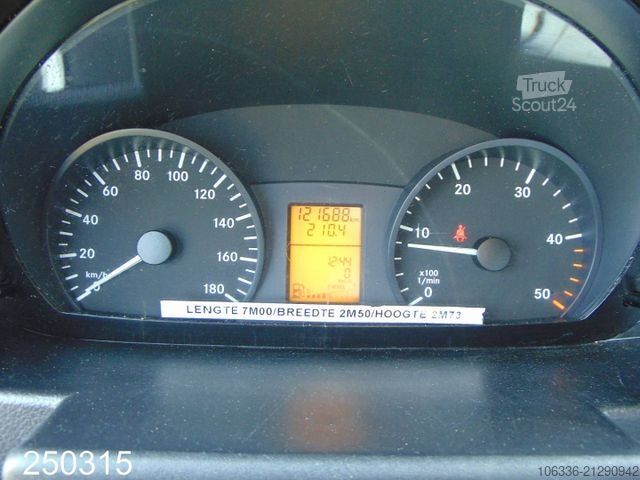 Truck
Scout24
60 80 100 120
40 140
20 160
km/h
180
121688 km
210.4
12:44
0
20 30
10 40
x100
1/min
0 50
LENGTE 7M00/BREEDTE 2M50/HOOGTE 2M73
250315
106336-21290942